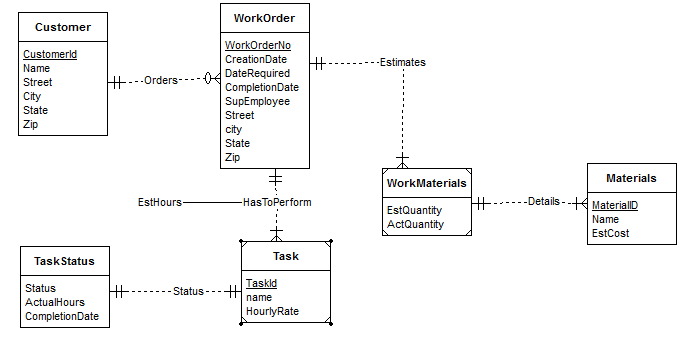 Customer
CustomerId
Name
Street
City
State
Zip
Orders
WorkOrder
WorkOrderNo
CreationDate
DateRequired
CompletionDate
SupEmployee
Street
city
State
Zip
Estimates
WorkMaterials
EstQuantity
ActQuantity
Details
Materials
MaterialID
Name
EstCost
EstHours
HasToPerform
TaskStatus
Status
ActualHours
CompletionDate
Status
Task
TaskId
name
HourlyRate